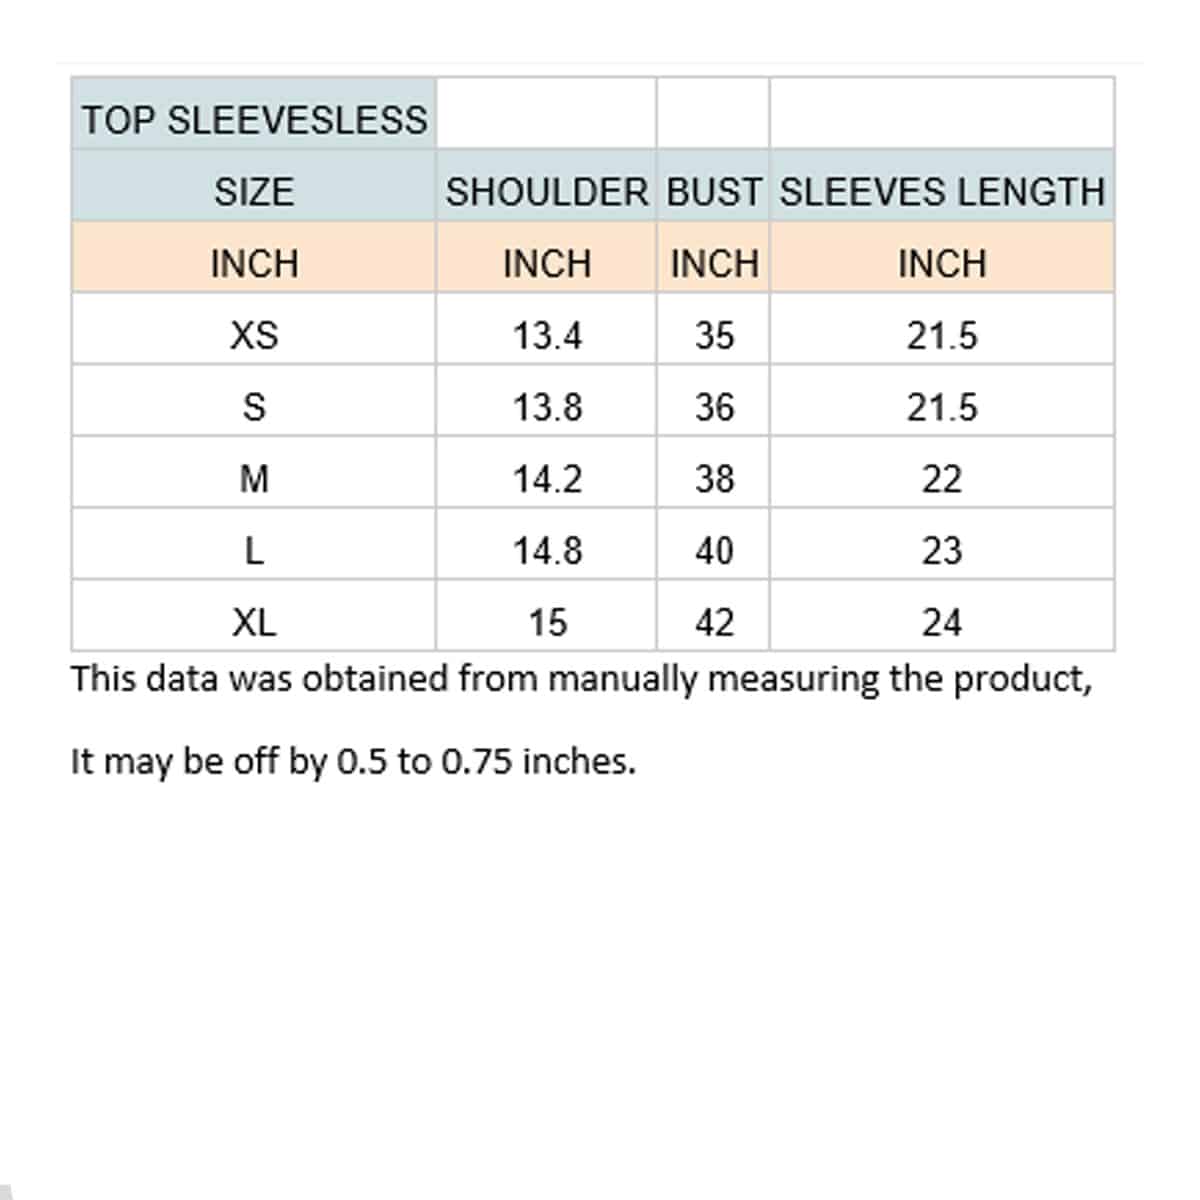 TOP SLEEVESLESS
SIZE SHOULDER BUST SLEEVES LENGTH
INCH INCH INCH INCH
XS 13.4 35 21.5
S 13.8 36 21.5
M 14.2 38 22
L 14.8 40 23
XL 15 42 24
This data was obtained from manually measuring the product,
It may be off by 0.5 to 0.75 inches.